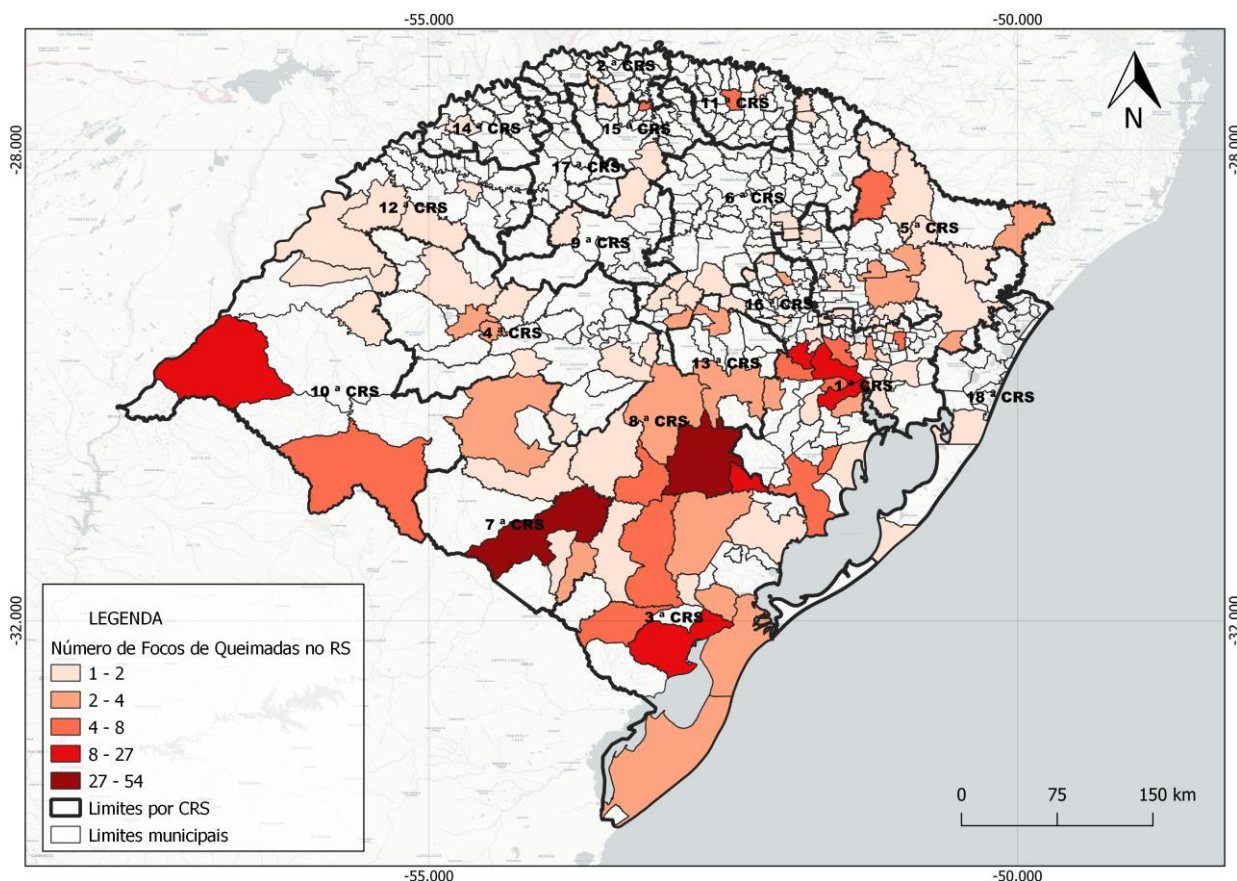 -55.000
-50.000
N
-28.000
-28.000
2 ª CRS
11 ª CRS
14 ª CRS
15 ª CRS
17 ª CRS
6 ª CRS
12 ª CRS
5 ª CRS
9 ª CRS
16 ª CRS
4 ª CRS
13 ª CRS
10 ª CRS
1 ª CRS
18 ª CRS
8 ª CRS
7 ª CRS
3 ª CRS
-32.000
-32.000
LEGENDA
Número de Focos de Queimadas no RS
1 - 2
2 - 4
4 - 8
8 - 27
27 - 54
Limites por CRS
Limites municipais
0 75 150 km
-55.000
-50.000